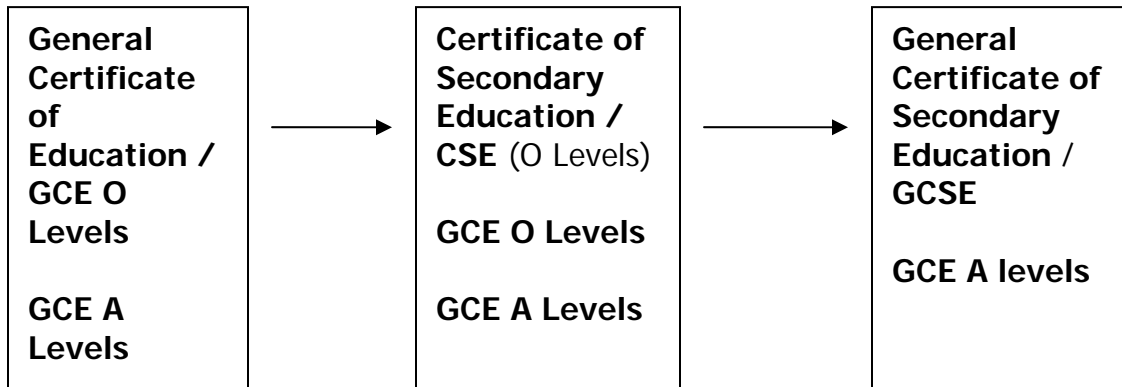 General
Certificate
of
Education /
GCE O
Levels
GCE A
Levels
Certificate of
Secondary
Education /
CSE (O Levels)
GCE O Levels
GCE A Levels
General
Certificate of
Secondary
Education /
GCSE
GCE A levels